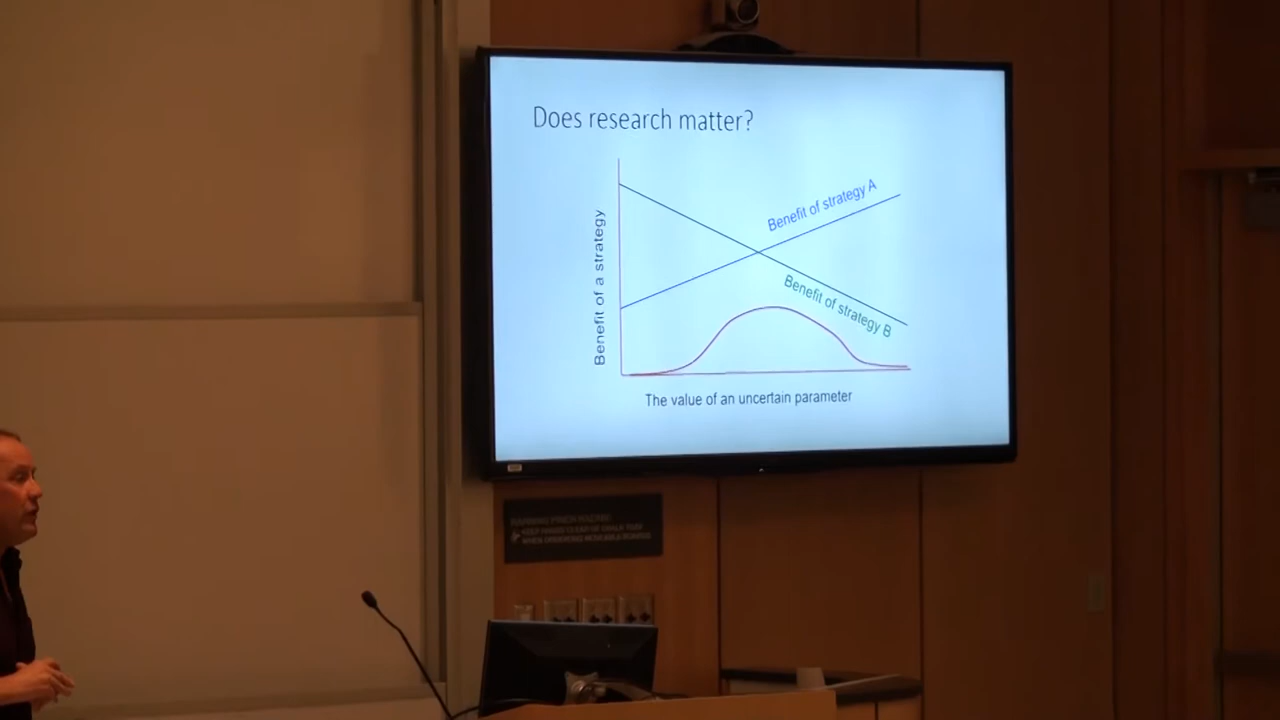 Does research matter?
Benefit of a strategy
Benefit of strategy A
Benefit of strategy B
The value of an uncertain parameter